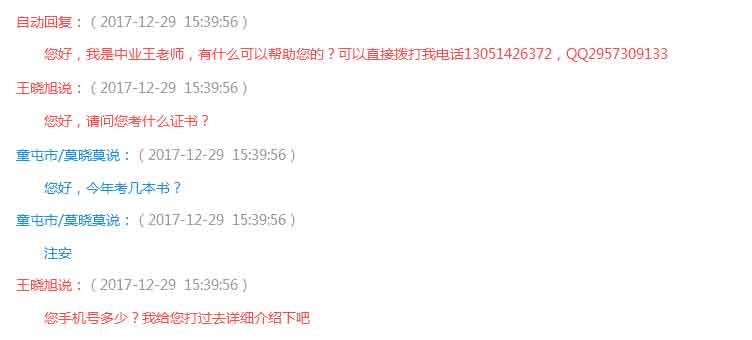 自动回复：（2017-12-29 15:39:56）
您好，我是中业王老师，有什么可以帮助您的？可以直接拨打我电话13051426372，QQ2957309133
王晓旭说：（2017-12-29 15:39:56）
您好，请问您考什么证书？
童屯市/莫晓莫说：（2017-12-29 15:39:56）
您好，今年考几本书？
童屯市/莫晓莫说：（2017-12-29 15:39:56）
注安
王晓旭说：（2017-12-29 15:39:56）
您手机号多少？我给您打过去详细介绍下吧